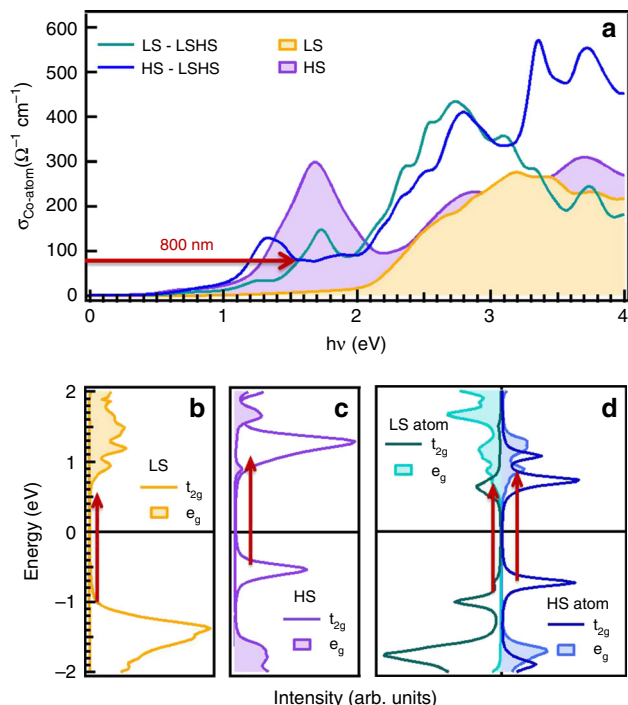 600
500
400
300
200
100
0
σCo-atom(Ω⁻¹ cm⁻¹)
LS - LSHS
HS - LSHS
LS
HS
a
800 nm
0
1
2
3
4
hν (eV)
2
1
0
−1
−2
Energy (eV)
b
LS
t2g
eg
c
HS
t2g
eg
d
LS atom
t2g
eg
HS atom
t2g
eg
Intensity (arb. units)